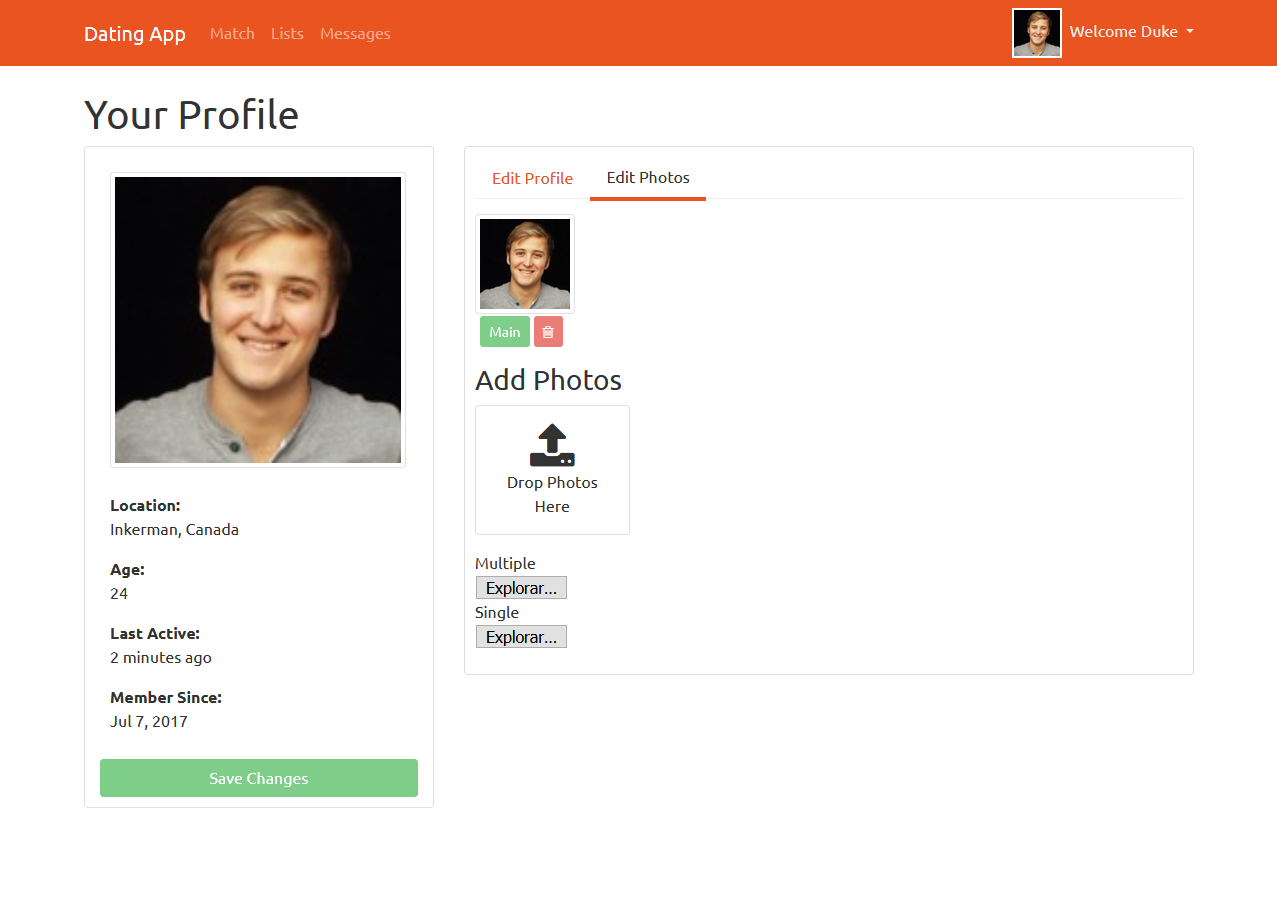 Dating App
Match
Lists
Messages
Welcome Duke
Your Profile
Location:
Inkerman, Canada
Age:
24
Last Active:
2 minutes ago
Member Since:
Jul 7, 2017
Save Changes
Edit Profile
Edit Photos
Main
Add Photos
Drop Photos
Here
Multiple
Explorar...
Single
Explorar...